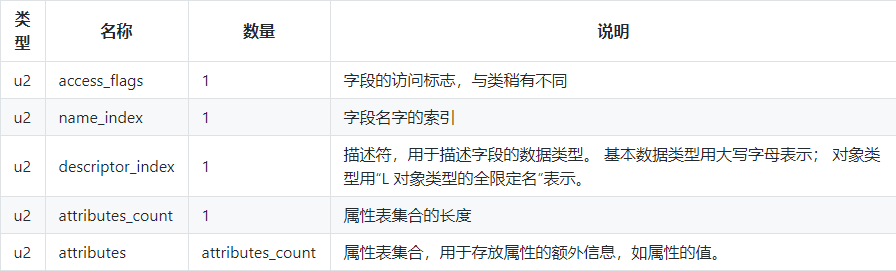 类型 名称 数量 说明
u2 access_flags 1 字段的访问标志，与类稍有不同
u2 name_index 1 字段名字的索引
u2 descriptor_index 1 描述符，用于描述字段的数据类型。 基本数据类型用大写字母表示； 对象类
型用“L 对象类型的全限定名”表示。
u2 attributes_count 1 属性表集合的长度
u2 attributes attributes_count 属性表集合，用于存放属性的额外信息，如属性的值。